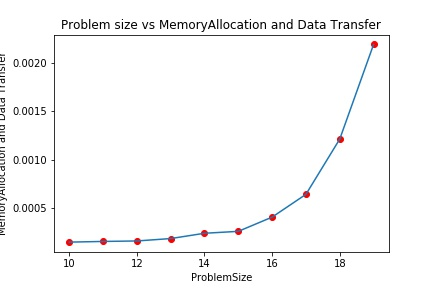 Problem size vs MemoryAllocation and Data Transfer
MemoryAllocation and Data Transfer
0.0020
0.0015
0.0010
0.0005
10 12 14 16 18
ProblemSize